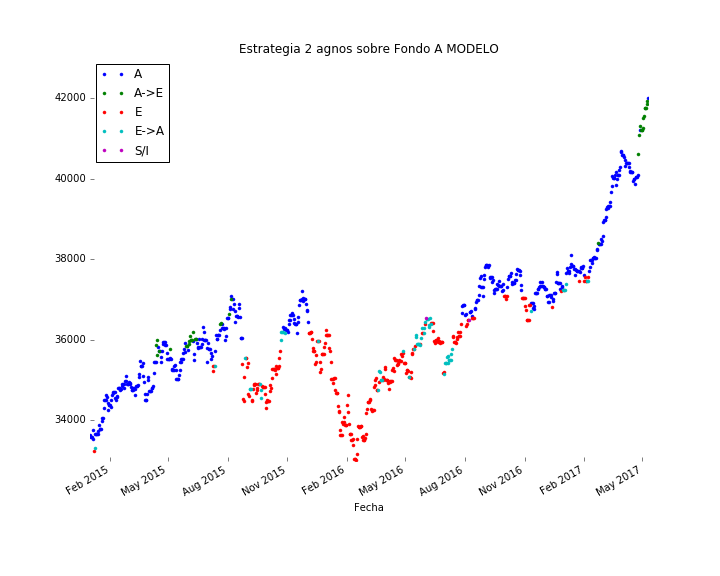 Estrategia 2 agnos sobre Fondo A MODELO
A
A->E
E
E->A
S/I
42000
40000
38000
36000
34000
Feb 2015
May 2015
Aug 2015
Nov 2015
Feb 2016
May 2016
Aug 2016
Nov 2016
Feb 2017
May 2017
Fecha